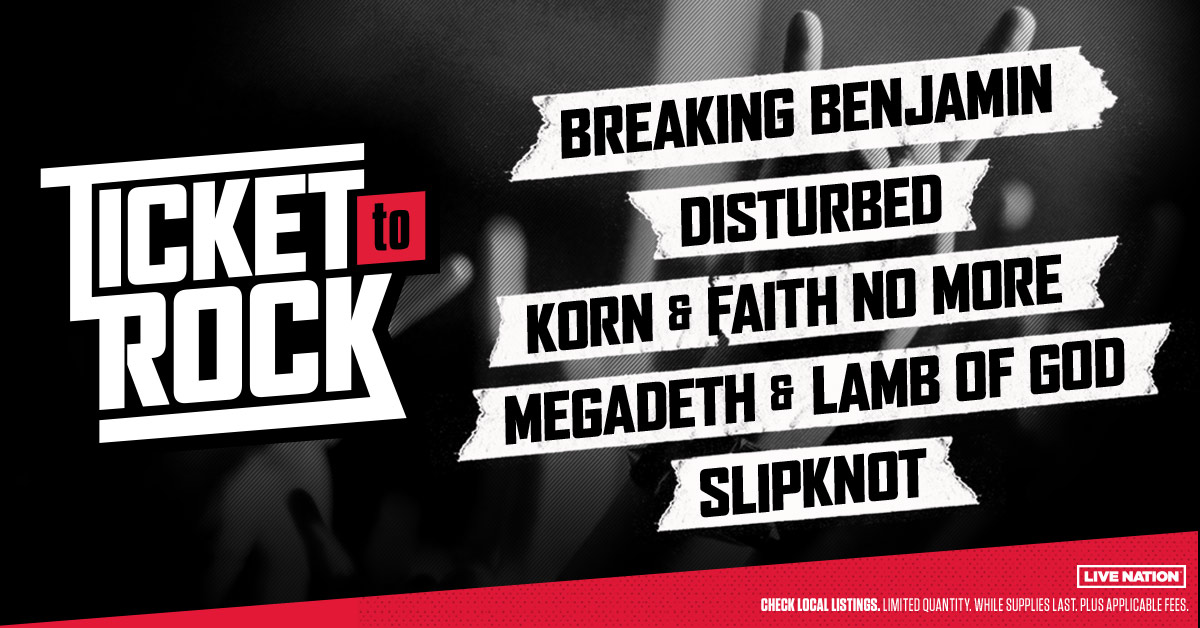 TICKET to
ROCK
BREAKING BENJAMIN
DISTURBED
KORN & FAITH NO MORE
MEGADETH & LAMB OF GOD
SLIPKNOT
LIVE NATION
CHECK LOCAL LISTINGS. LIMITED QUANTITY. WHILE SUPPLIES LAST. PLUS APPLICABLE FEES.